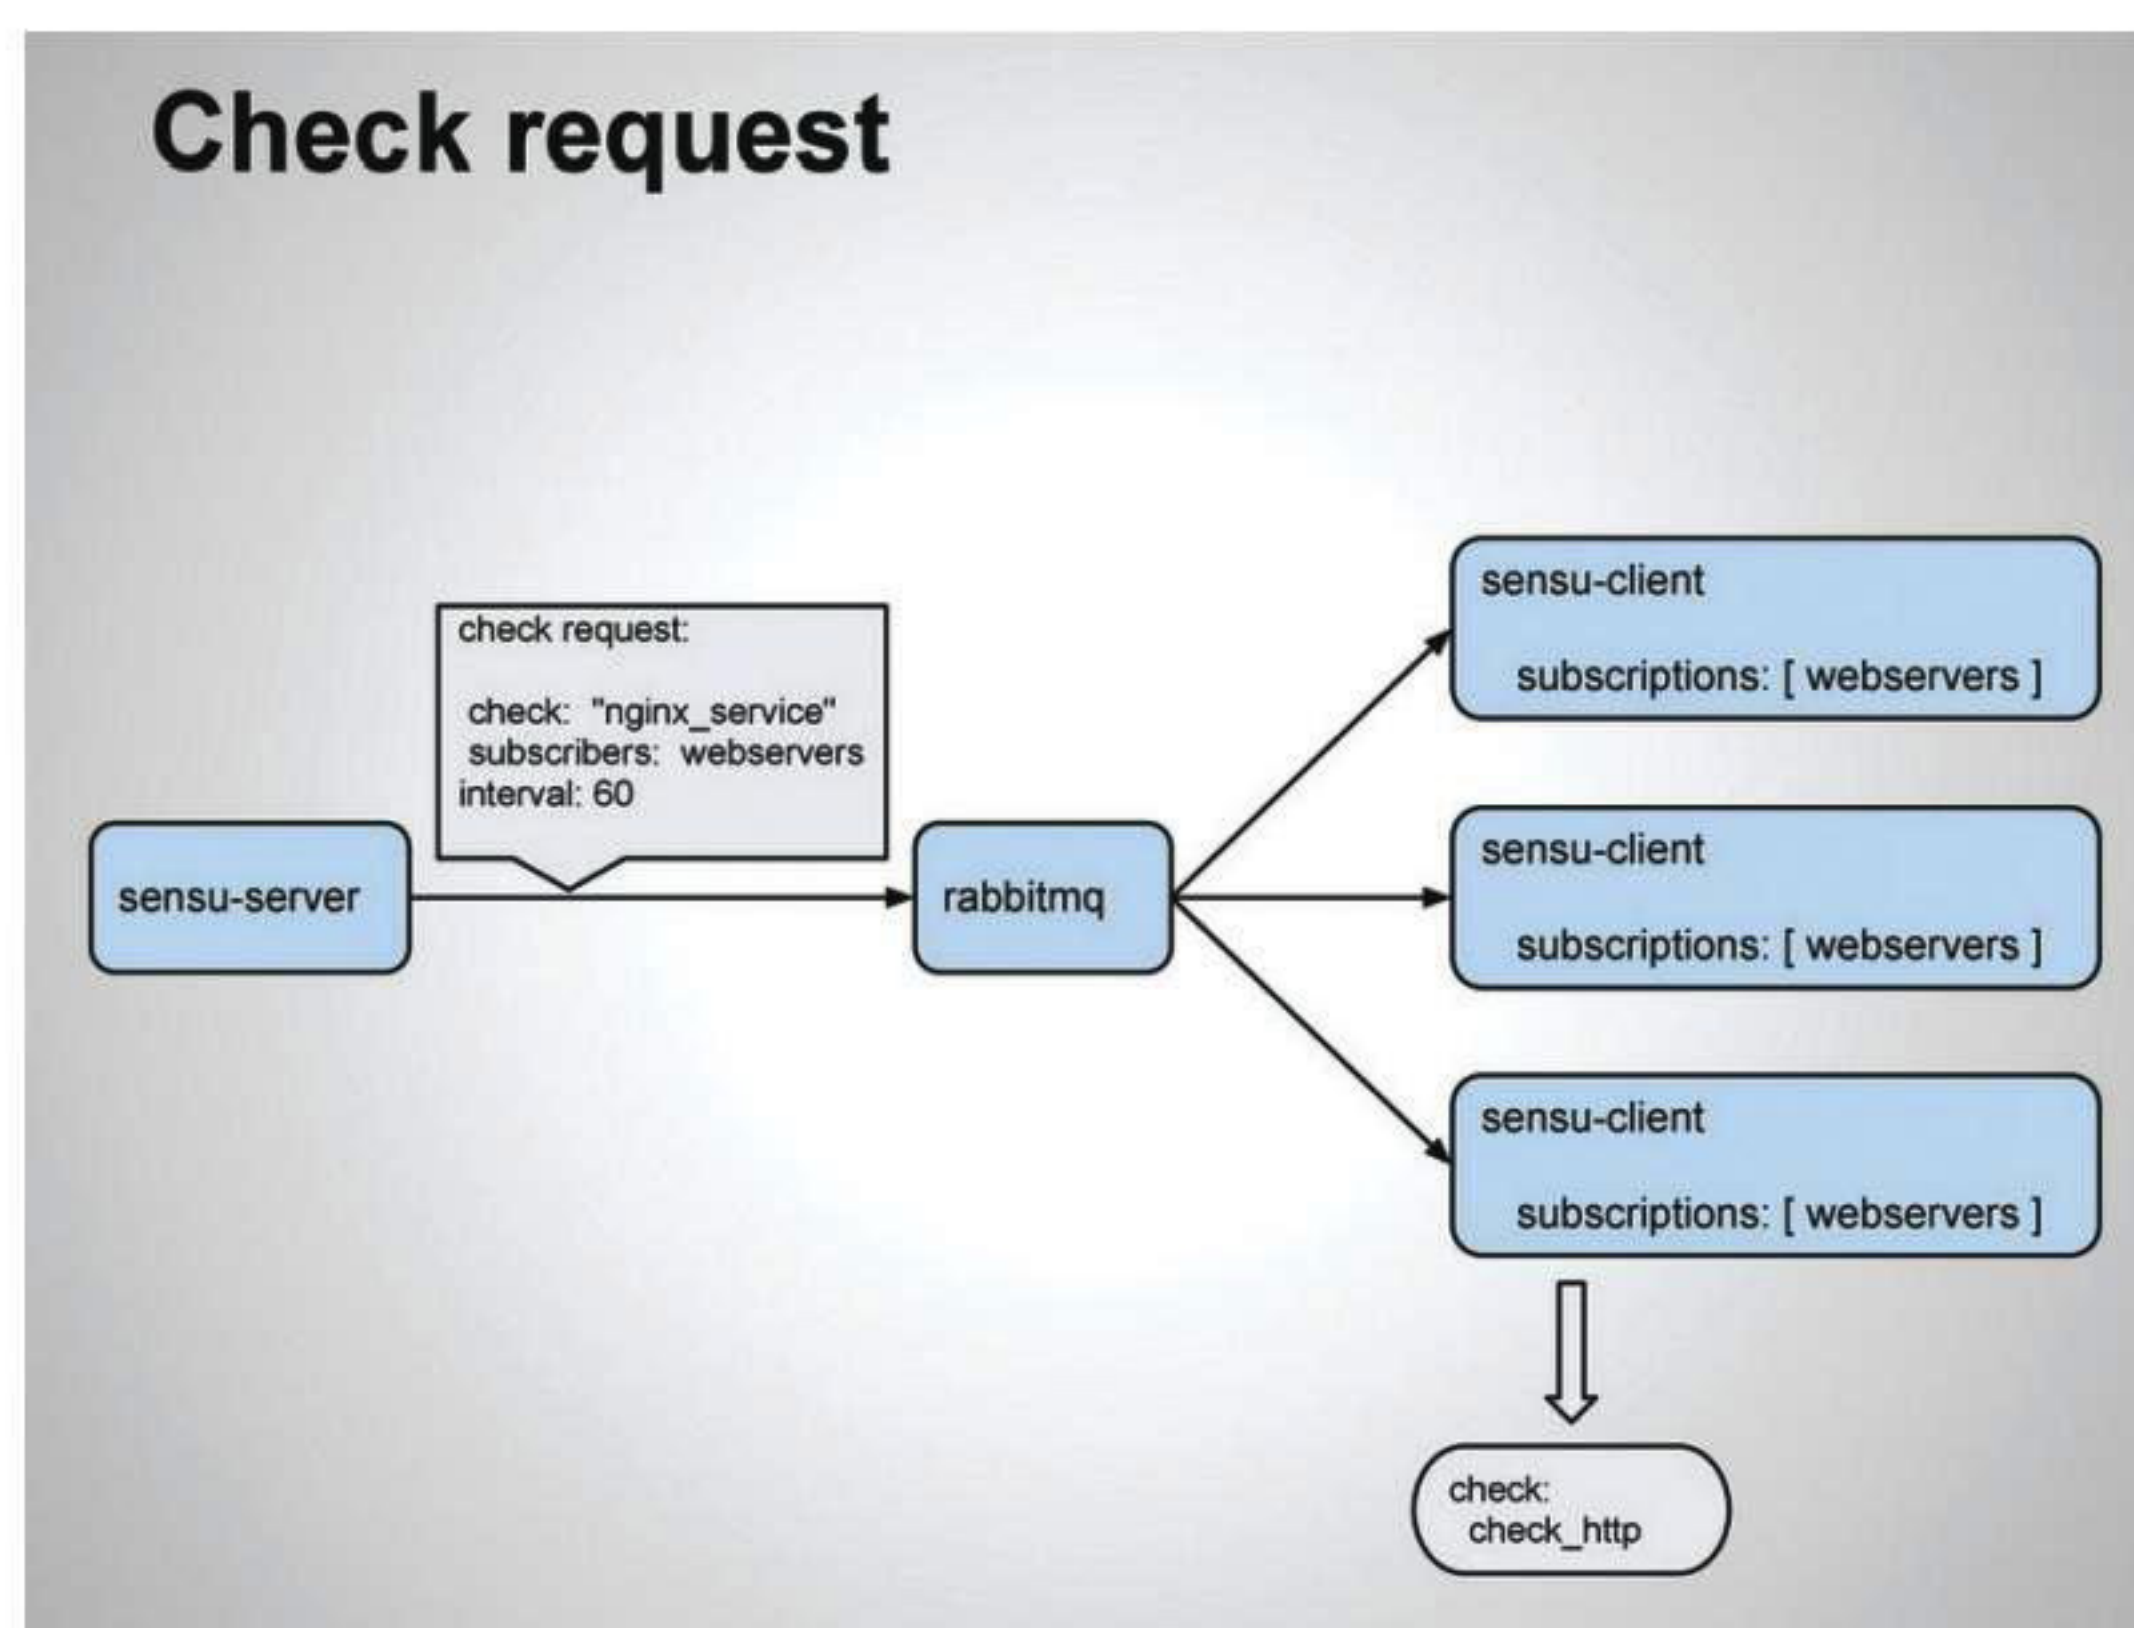 Check request
check request:
check: "nginx_service"
subscribers: webservers
interval: 60
sensu-server
rabbitmq
sensu-client
subscriptions: [ webservers ]
sensu-client
subscriptions: [ webservers ]
sensu-client
subscriptions: [ webservers ]
check:
check_http